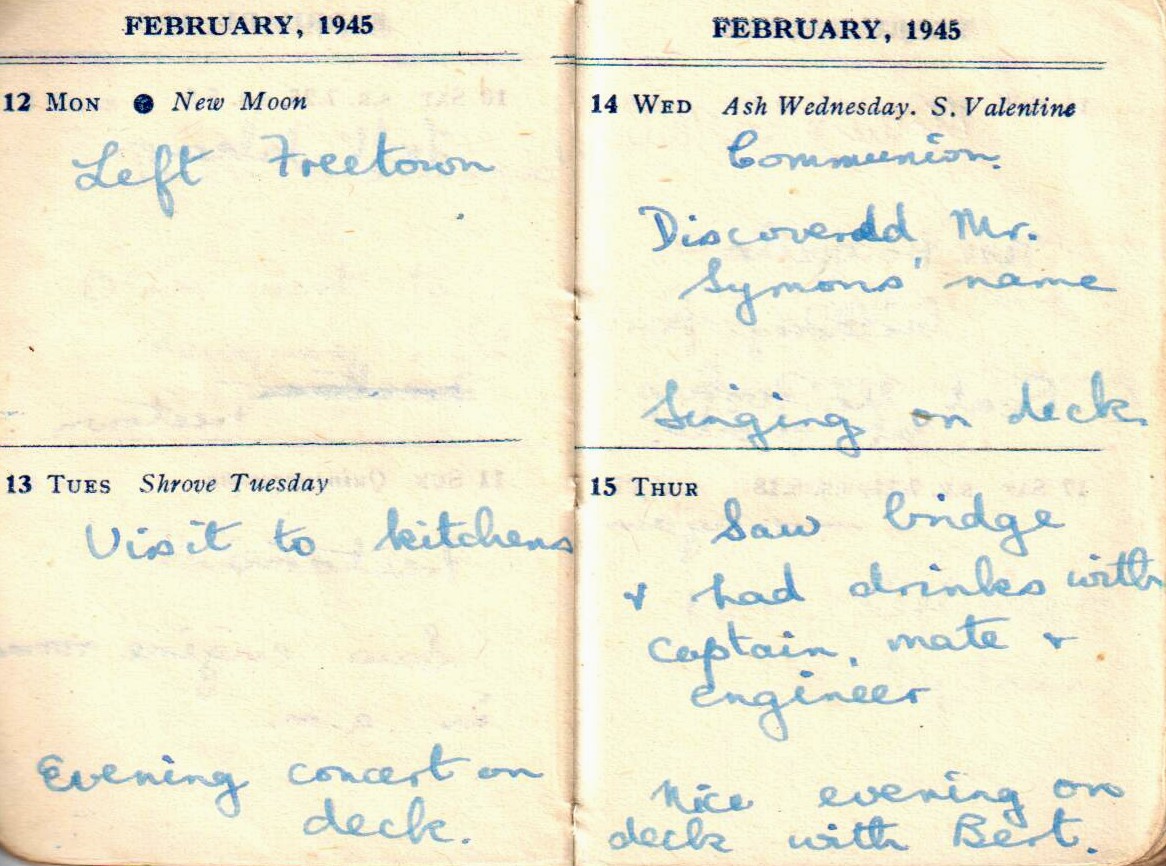 FEBRUARY, 1945
12 MON New Moon
Left Freetown
13 TUES Shrove Tuesday
Visit to kitchens
Evening concert on
deck.
FEBRUARY, 1945
14 WED Ash Wednesday. S. Valentine
Communion.
Discoverdd Mr.
Symons' name
Singing on deck.
15 THUR
Saw bridge
& had drinks with
captain, mate &
engineer
Nice evening on
deck with Bert.